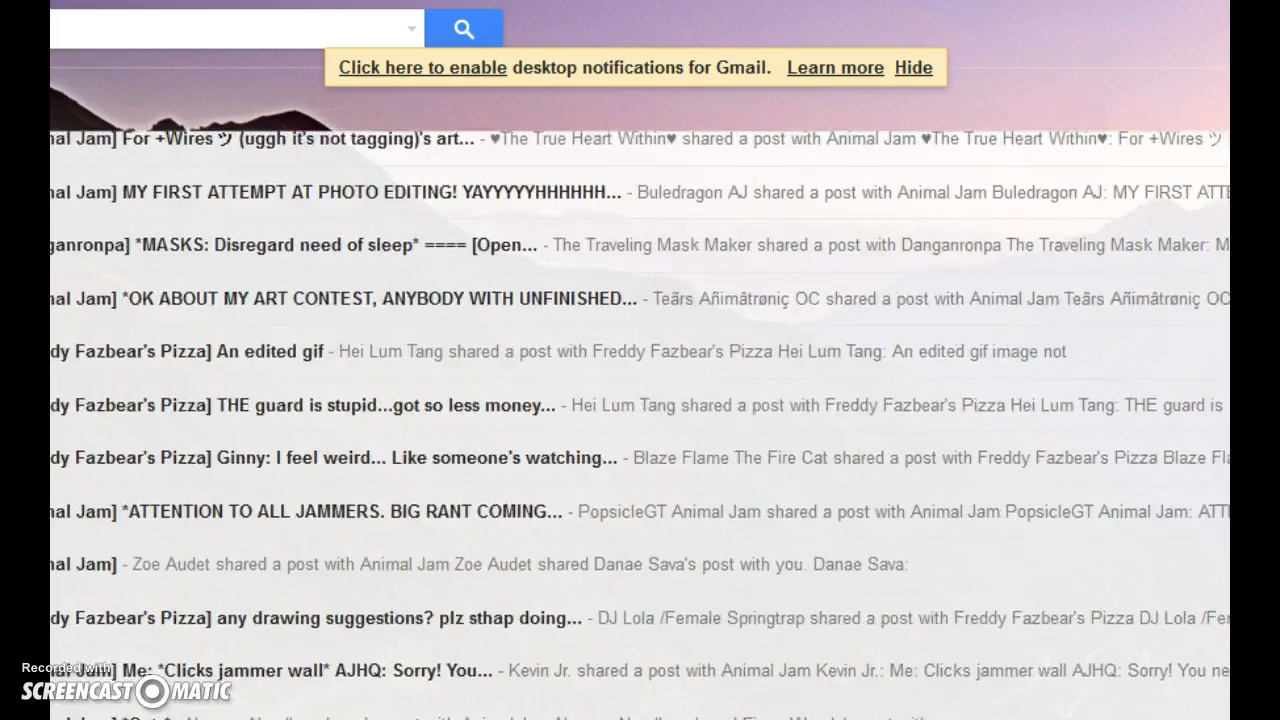 Click here to enable desktop notifications for Gmail. Learn more Hide
nal Jam] For +Wires ツ (uggh it's not tagging)'s art... - ♥The True Heart Within♥ shared a post with Animal Jam ♥The True Heart Within♥: For +Wires ツ
nal Jam] MY FIRST ATTEMPT AT PHOTO EDITING! YAYYYYYHHHHHH... - Buledragon AJ shared a post with Animal Jam Buledragon AJ: MY FIRST ATTE
ganronpa] *MASKS: Disregard need of sleep* ==== [Open... - The Traveling Mask Maker shared a post with Danganronpa The Traveling Mask Maker: M
nal Jam] *OK ABOUT MY ART CONTEST, ANYBODY WITH UNFINISHED... - Teãrs Añimâtrøniç OC shared a post with Animal Jam Teãrs Añimâtrøniç OC
dy Fazbear's Pizza] An edited gif - Hei Lum Tang shared a post with Freddy Fazbear's Pizza Hei Lum Tang: An edited gif image not
dy Fazbear's Pizza] THE guard is stupid...got so less money... - Hei Lum Tang shared a post with Freddy Fazbear's Pizza Hei Lum Tang: THE guard is
dy Fazbear's Pizza] Ginny: I feel weird... Like someone's watching... - Blaze Flame The Fire Cat shared a post with Freddy Fazbear's Pizza Blaze Fla
nal Jam] *ATTENTION TO ALL JAMMERS. BIG RANT COMING... - PopsicleGT Animal Jam shared a post with Animal Jam PopsicleGT Animal Jam: ATT
nal Jam] - Zoe Audet shared a post with Animal Jam Zoe Audet shared Danae Sava's post with you. Danae Sava:
dy Fazbear's Pizza] any drawing suggestions? plz sthap doing... - DJ Lola /Female Springtrap shared a post with Freddy Fazbear's Pizza DJ Lola /Fer
nal Jam] Me: *Clicks jammer wall* AJHQ: Sorry! You... - Kevin Jr. shared a post with Animal Jam Kevin Jr.: Me: Clicks jammer wall AJHQ: Sorry! You ne
Recorded with
SCREENCAST-O-MATIC